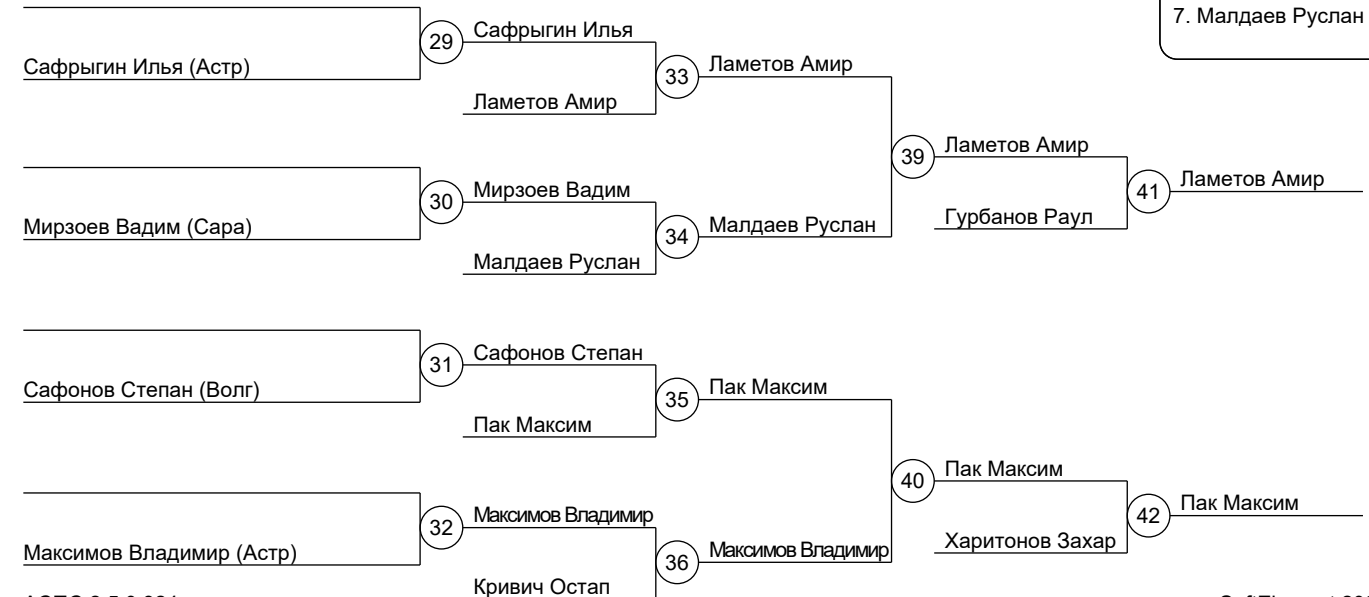 7. Малдаев Руслан
29
Сафрыгин Илья
Сафрыгин Илья (Астр)
33
Ламетов Амир
Ламетов Амир
39
Ламетов Амир
30
Мирзоев Вадим
41
Ламетов Амир
Мирзоев Вадим (Сара)
34
Малдаев Руслан
Гурбанов Раул
Малдаев Руслан
31
Сафонов Степан
Сафонов Степан (Волг)
35
Пак Максим
Пак Максим
40
Пак Максим
32
Максимов Владимир
42
Пак Максим
Максимов Владимир (Астр)
36
Максимов Владимир
Харитонов Захар
Кривич Остап